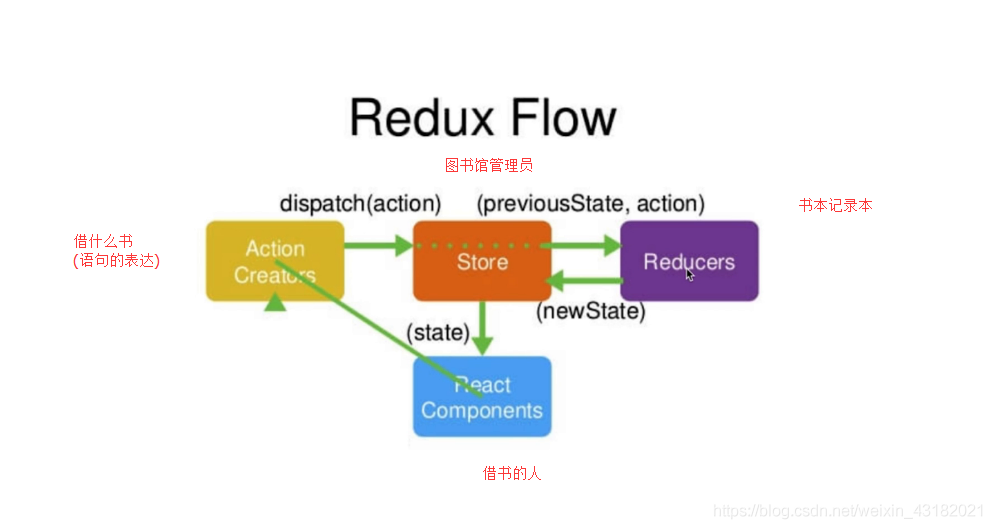 Redux Flow
图书馆管理员
dispatch(action)
(previousState, action)
书本记录本
借什么书
(语句的表达)
Action
Creators
Store
Reducers
(newState)
(state)
React
Components
借书的人
https://blog.csdn.net/weixin_43182021